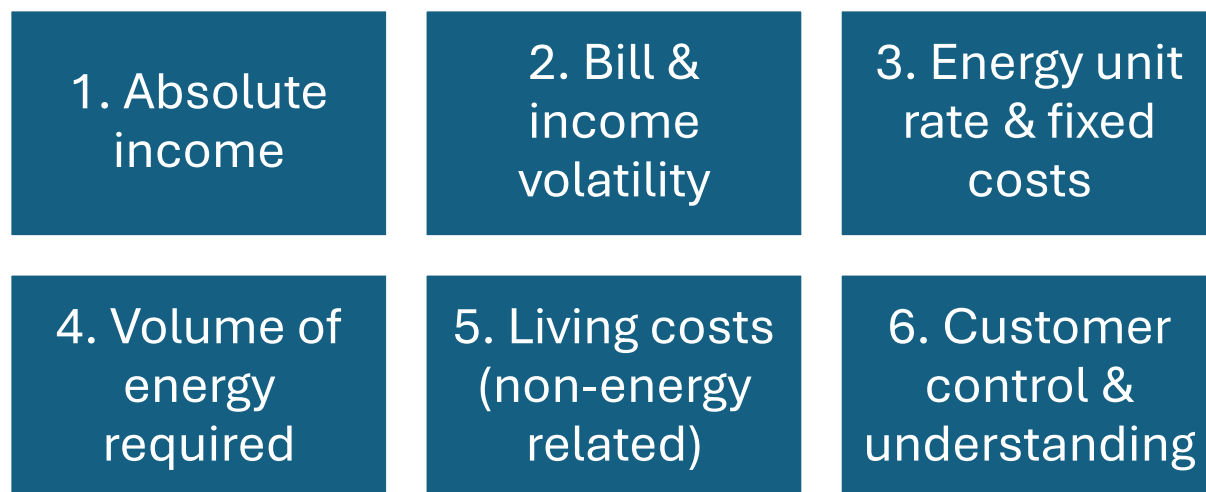 1. Absolute
income
2. Bill &
income
volatility
3. Energy unit
rate & fixed
costs
4. Volume of
energy
required
5. Living costs
(non-energy
related)
6. Customer
control &
understanding